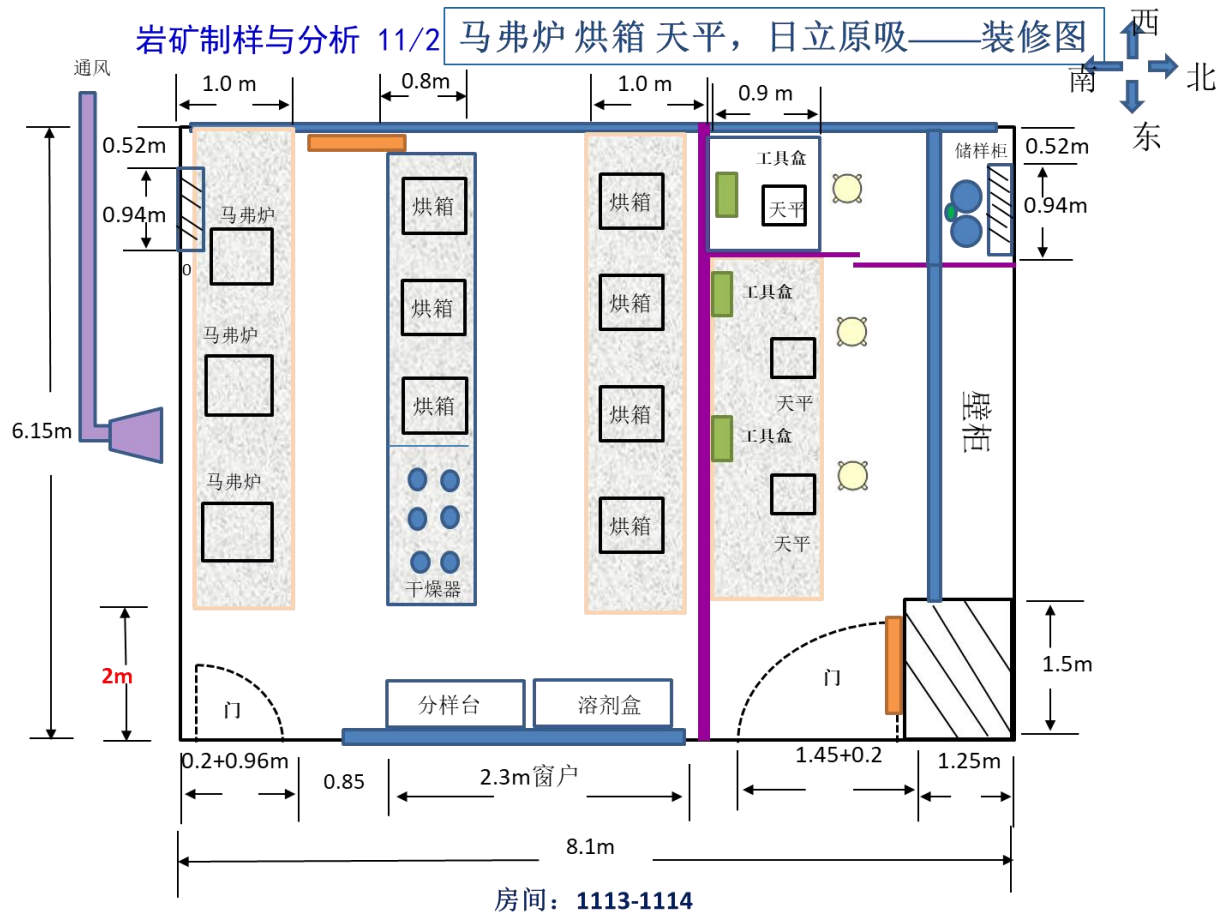 岩矿制样与分析 11/2
马弗炉 烘箱 天平，日立原吸——装修图
西
南
北
东
通风
1.0 m
0.8m
1.0 m
0.9 m
0.52m
0.94m
0
马弗炉
马弗炉
马弗炉
烘箱
烘箱
烘箱
干燥器
烘箱
烘箱
烘箱
烘箱
工具盒
天平
工具盒
天平
工具盒
天平
储样柜
0.52m
0.94m
壁柜
6.15m
2m
门
分样台
溶剂盒
门
1.5m
0.2+0.96m
0.85
2.3m窗户
1.45+0.2
1.25m
8.1m
房间：1113-1114